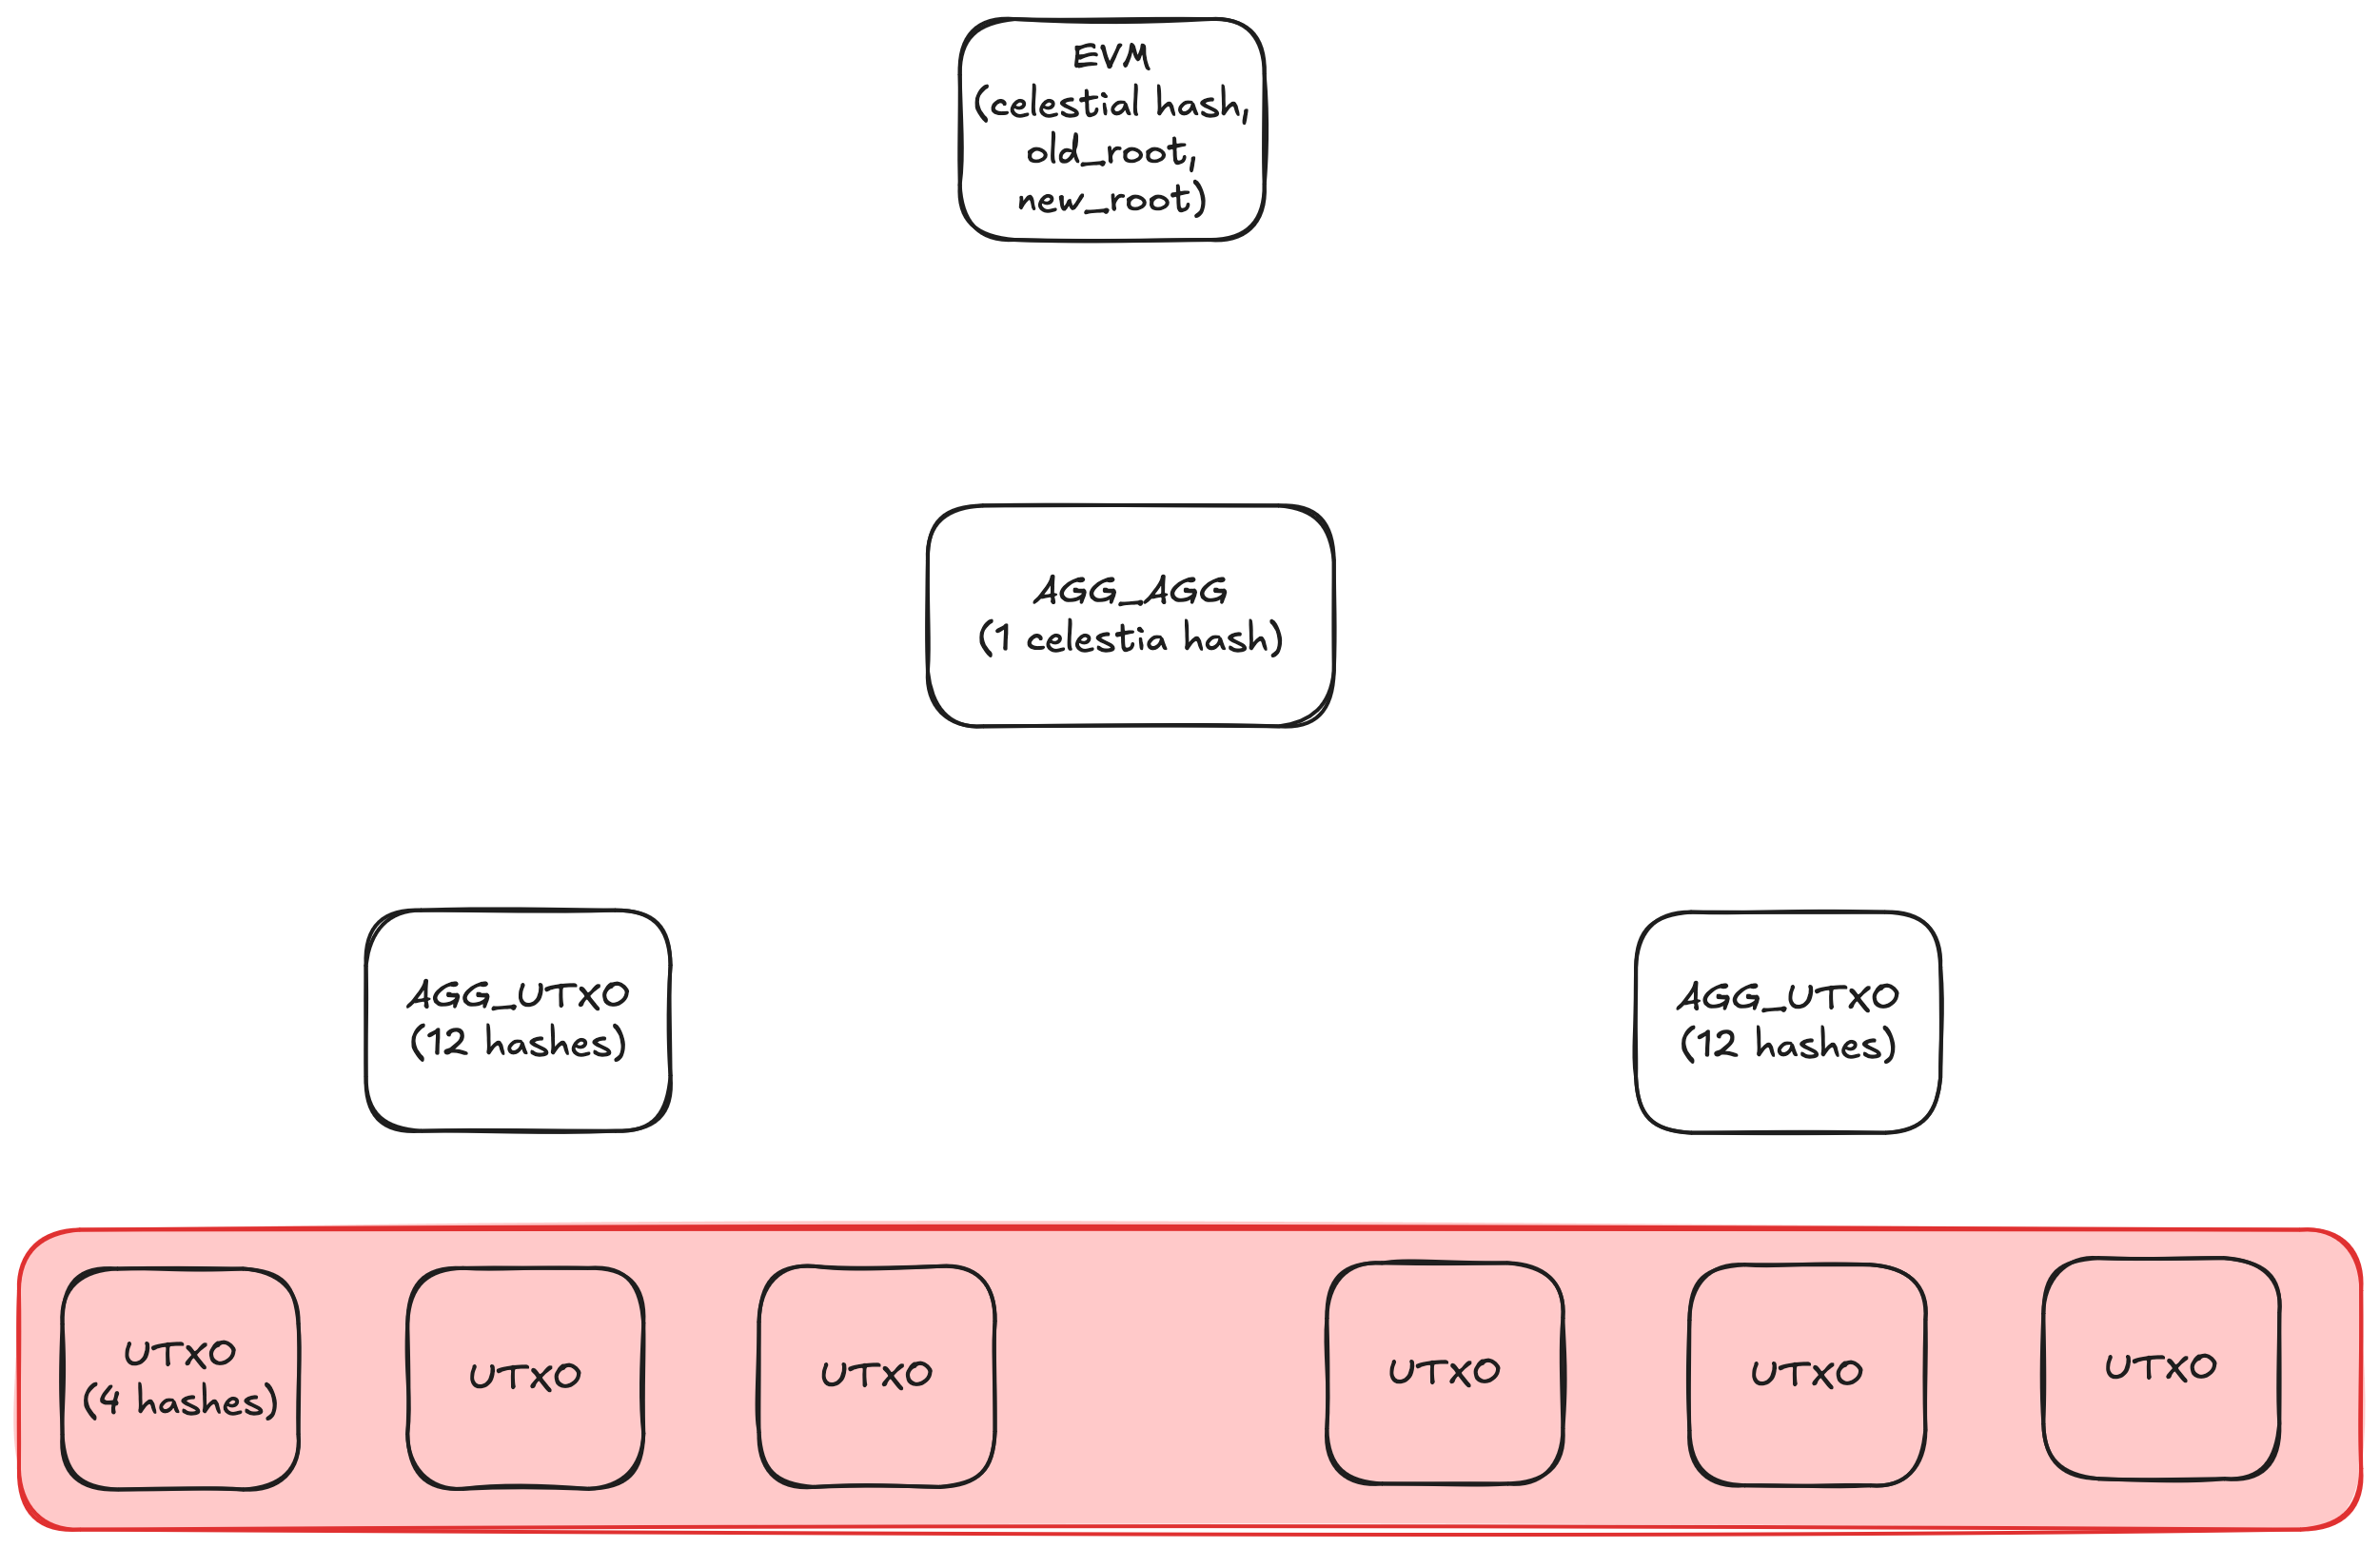 EVM
(celestial hash,
old_root,
new_root)
AGG_AGG
(1 celestia hash)
AGG_UTXO
(12 hashes)
AGG_UTXO
(12 hashes)
UTXO
(4 hashes)
UTXO
UTXO
UTXO
UTXO
UTXO